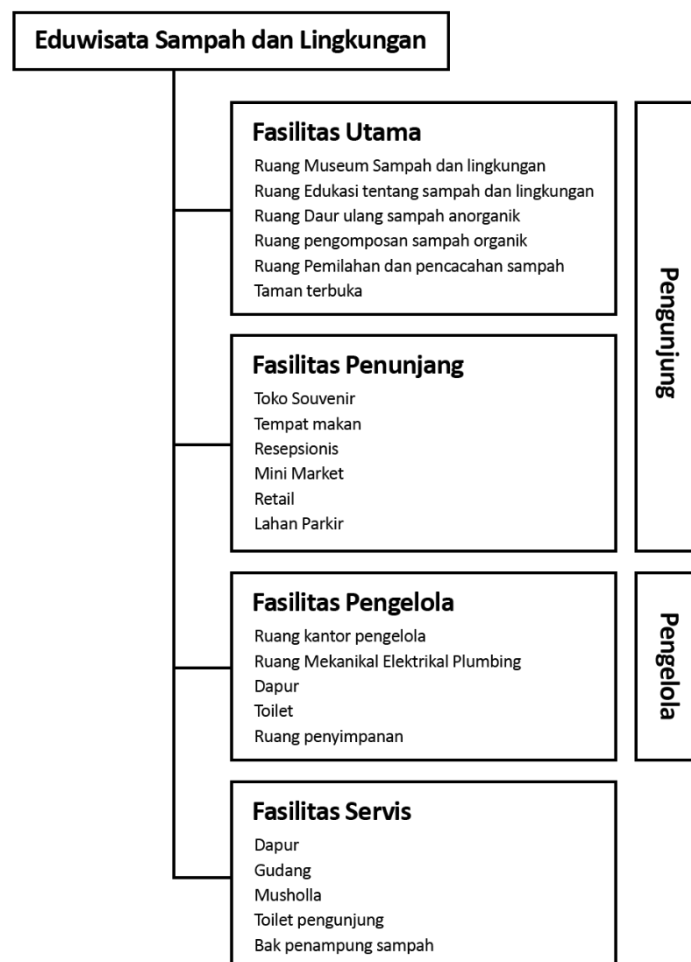 Eduwisata Sampah dan Lingkungan
Fasilitas Utama
Ruang Museum Sampah dan lingkungan
Ruang Edukasi tentang sampah dan lingkungan
Ruang Daur ulang sampah anorganik
Ruang pengomposan sampah organik
Ruang Pemilahan dan pencacahan sampah
Taman terbuka
Pengunjung
Fasilitas Penunjang
Toko Souvenir
Tempat makan
Resepsionis
Mini Market
Retail
Lahan Parkir
Fasilitas Pengelola
Ruang kantor pengelola
Ruang Mekanikal Elektrikal Plumbing
Dapur
Toilet
Ruang penyimpanan
Pengelola
Fasilitas Servis
Dapur
Gudang
Musholla
Toilet pengunjung
Bak penampung sampah